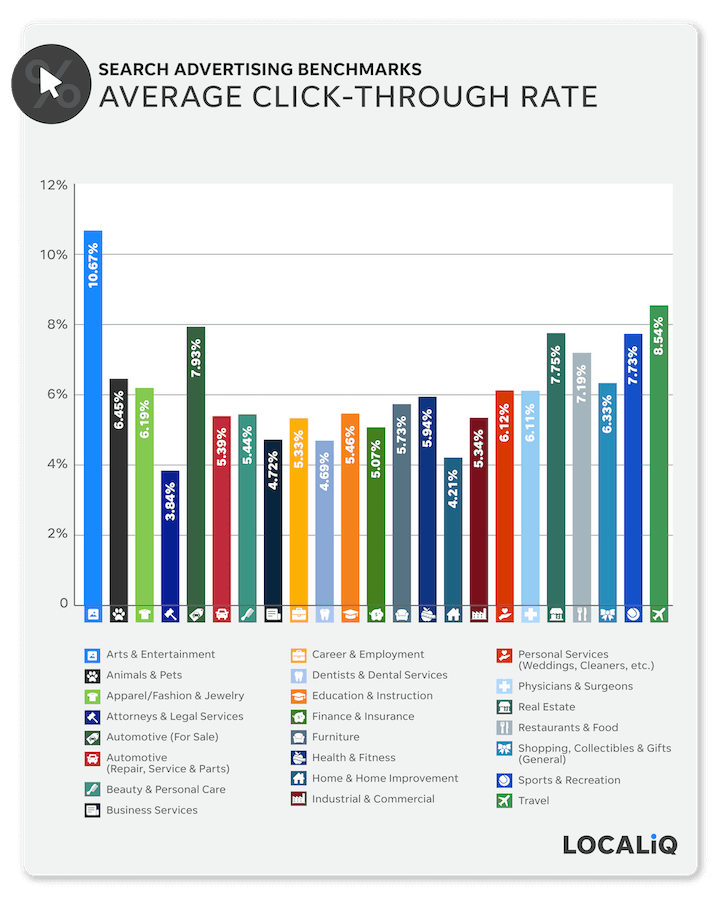 SEARCH ADVERTISING BENCHMARKS
AVERAGE CLICK-THROUGH RATE
12%
10%
8%
6%
4%
2%
0
10.67%
6.45%
6.19%
3.84%
7.93%
5.39%
5.44%
4.72%
5.33%
4.69%
5.46%
5.07%
5.73%
5.94%
4.21%
5.34%
6.12%
6.11%
7.75%
7.19%
6.33%
7.73%
8.54%
Arts & Entertainment
Animals & Pets
Apparel/Fashion & Jewelry
Attorneys & Legal Services
Automotive (For Sale)
Automotive
(Repair, Service & Parts)
Beauty & Personal Care
Business Services
Career & Employment
Dentists & Dental Services
Education & Instruction
Finance & Insurance
Furniture
Health & Fitness
Home & Home Improvement
Industrial & Commercial
Personal Services
(Weddings, Cleaners, etc.)
Physicians & Surgeons
Real Estate
Restaurants & Food
Shopping, Collectibles & Gifts
(General)
Sports & Recreation
Travel
LOCALiQ